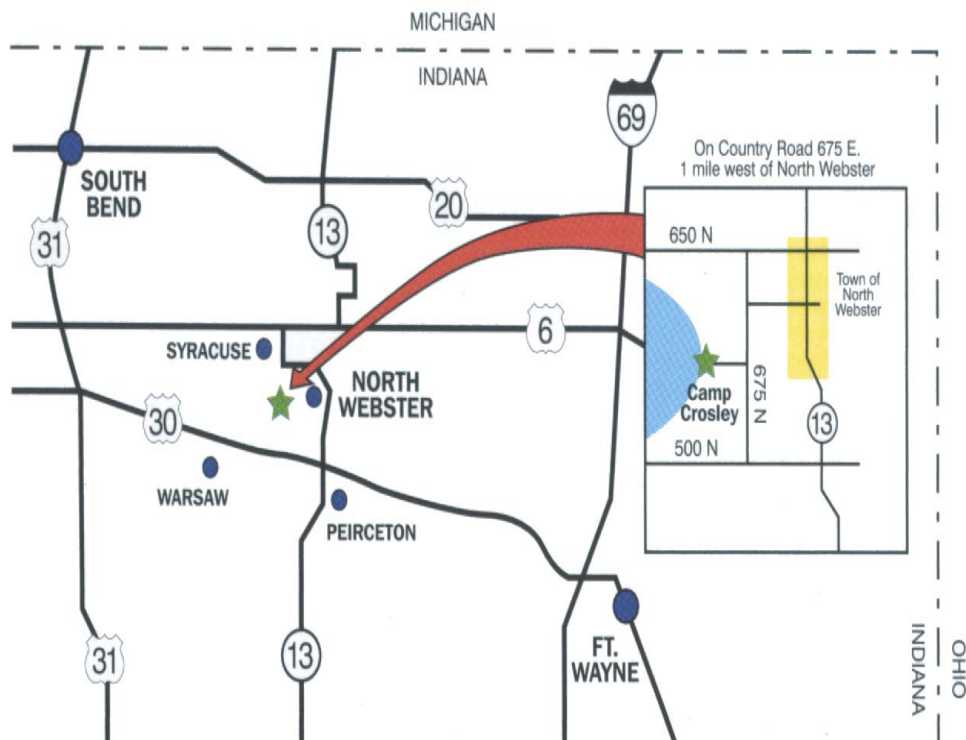 MICHIGAN
INDIANA
69
On Country Road 675 E.
1 mile west of North Webster
SOUTH
BEND
20
13
31
650 N
Town of
North
Webster
6
SYRACUSE
NORTH
WEBSTER
Camp
Crosley
675 N
13
30
500 N
WARSAW
PEIRCETON
31
13
FT.
WAYNE
INDIANA
OHIO